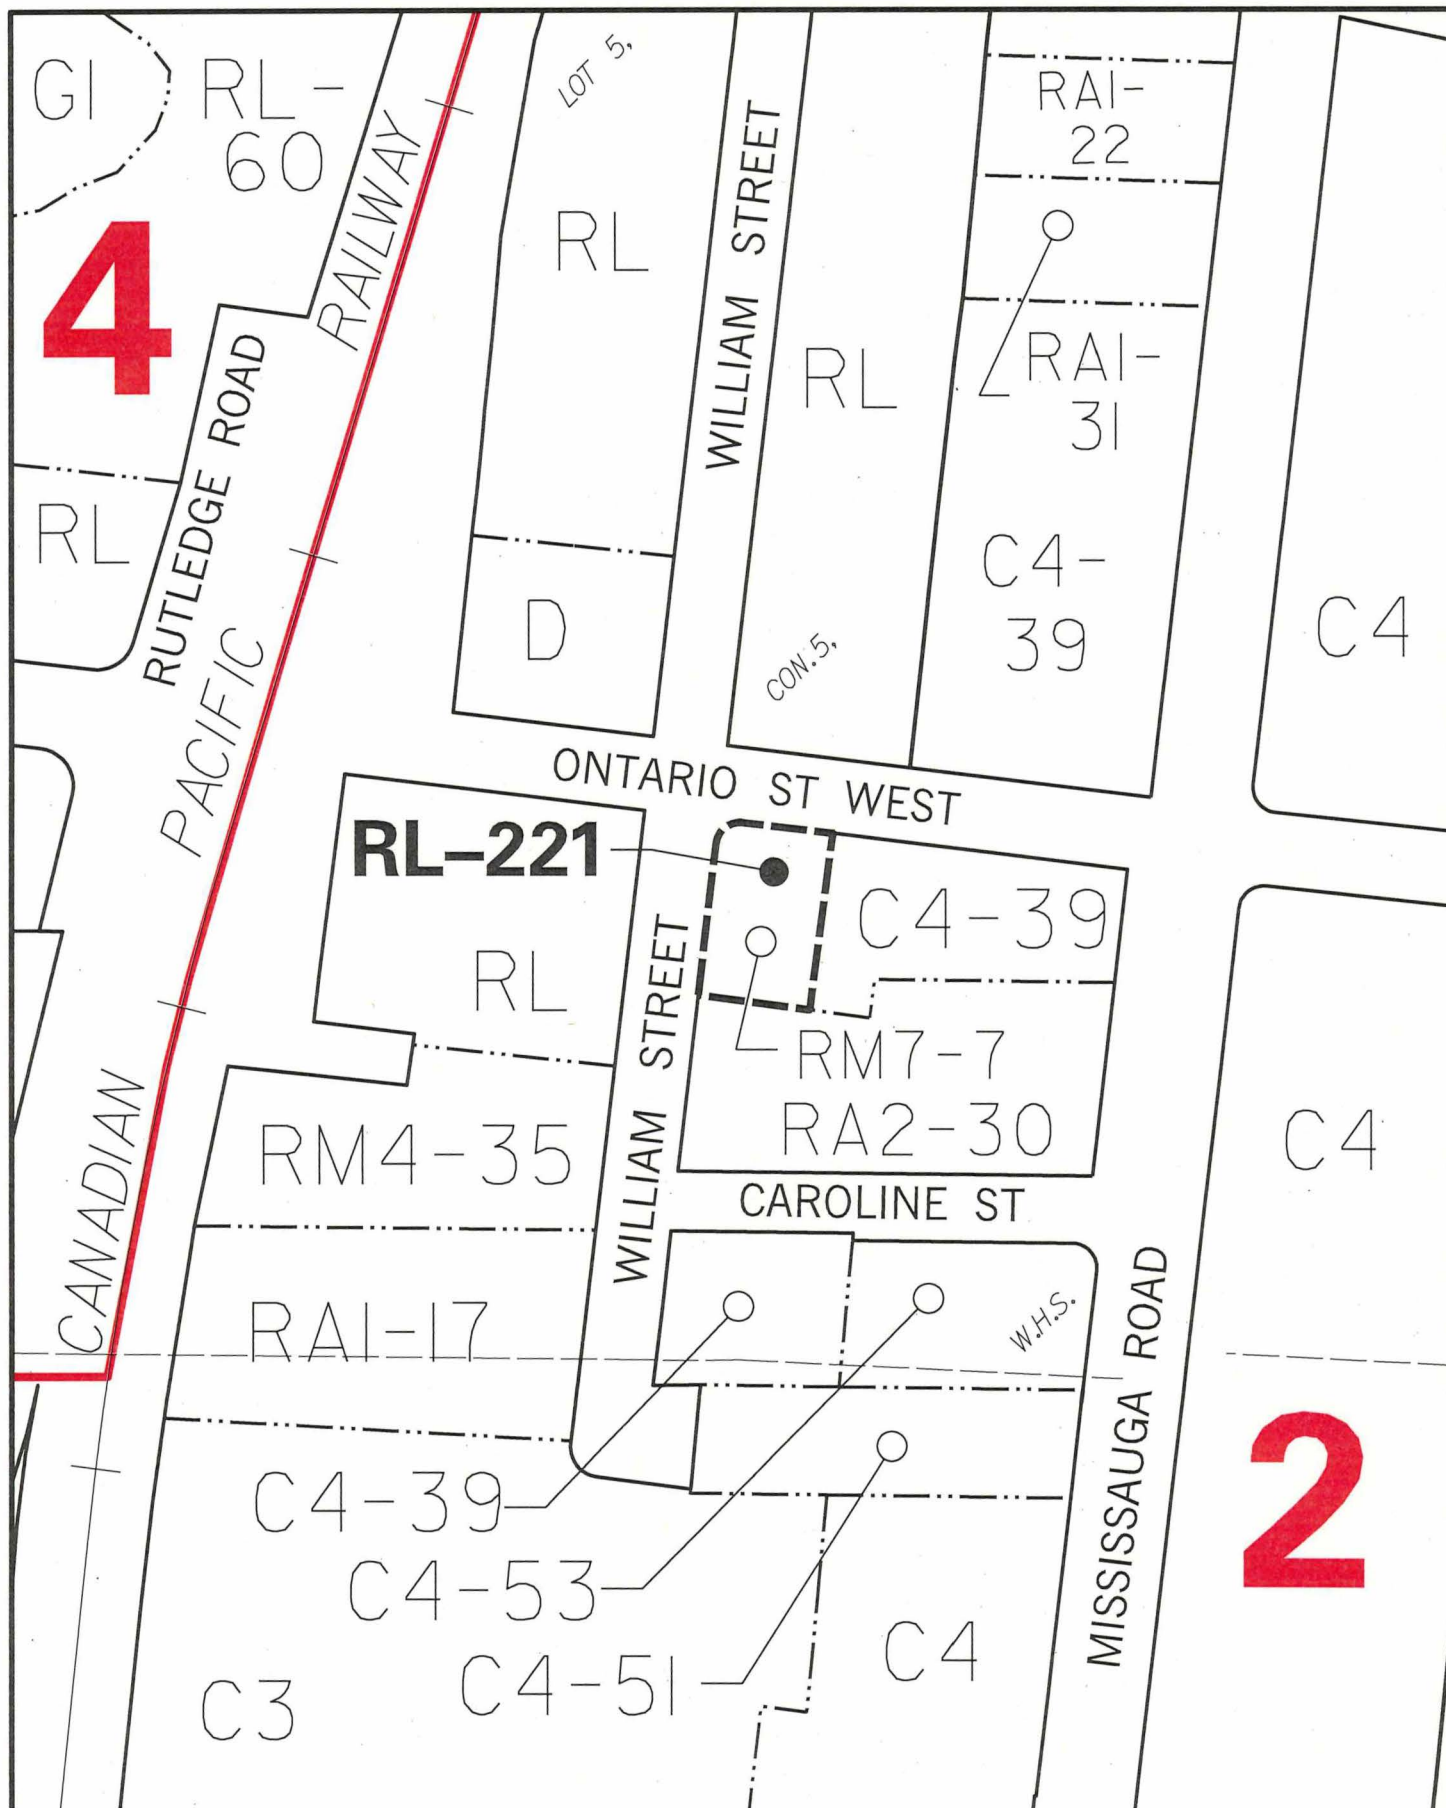 GI
RL-
60
LOT 5,
RAI-
22
4
RAILWAY
RL
WILLIAM STREET
RL
RAI-
31
RUTLEDGE ROAD
RL
C4-
39
C4
D
CON.5,
PACIFIC
ONTARIO ST WEST
RL-221
C4-39
RL
WILLIAM STREET
RM7-7
RA2-30
C4
RM4-35
CANADIAN
CAROLINE ST
RAI-17
W.H.S.
MISSISSAUGA ROAD
2
C4-39
C4-53
C4-51
C4
C3